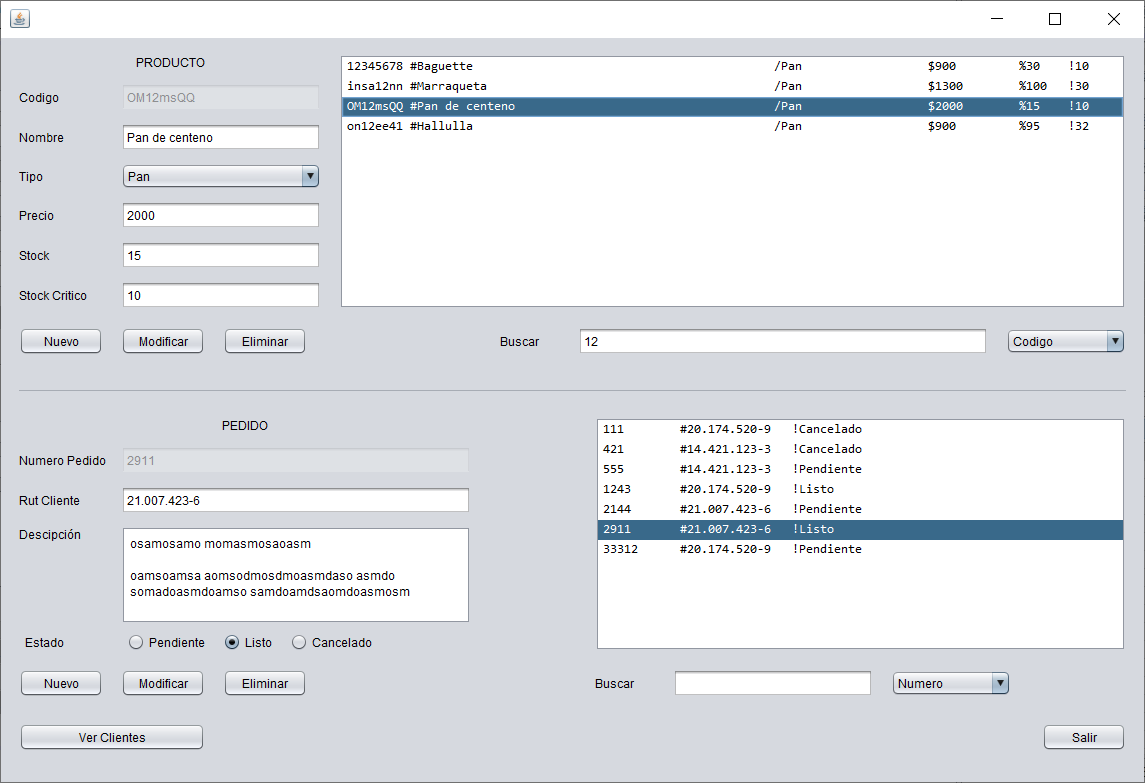 PRODUCTO
Codigo OM12msQQ
Nombre Pan de centeno
Tipo Pan
Precio 2000
Stock 15
Stock Critico 10
Nuevo Modificar Eliminar
12345678 #Baguette /Pan $900 %30 !10
insa12nn #Marraqueta /Pan $1300 %100 !30
OM12msQQ #Pan de centeno /Pan $2000 %15 !10
on12ee41 #Hallulla /Pan $900 %95 !32
Buscar 12 Codigo
PEDIDO
Numero Pedido 2911
Rut Cliente 21.007.423-6
Descipción osamosamo momasmosaoasm
oamsoamsa aomsodmosdmoasmdaso asmdo
somadoasmdoamso samdoamdsaomdoasmosm
Estado Pendiente Listo Cancelado
Nuevo Modificar Eliminar
111 #20.174.520-9 !Cancelado
421 #14.421.123-3 !Cancelado
555 #14.421.123-3 !Pendiente
1243 #20.174.520-9 !Listo
2144 #21.007.423-6 !Pendiente
2911 #21.007.423-6 !Listo
33312 #20.174.520-9 !Pendiente
Buscar Numero
Ver Clientes Salir